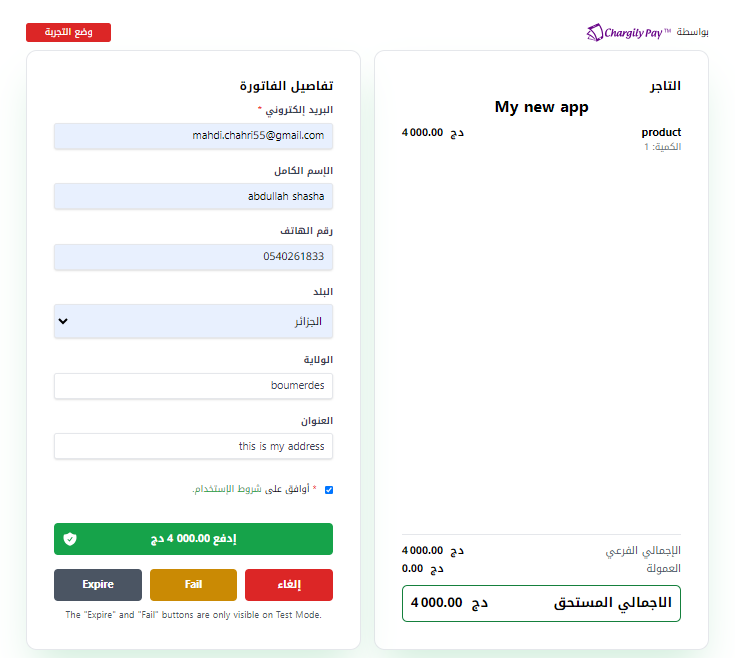 بواسطة Chargily Pay™
وضع التجربة
التاجر
My new app
product
4 000.00 دج
الكمية: 1
الإجمالي الفرعي
4 000.00 دج
العمولة
0.00 دج
الاجمالي المستحق
4 000.00 دج
تفاصيل الفاتورة
البريد إلكتروني *
mahdi.chahri55@gmail.com
الإسم الكامل
abdullah shasha
رقم الهاتف
0540261833
البلد
الجزائر
الولاية
boumerdes
العنوان
this is my address
* أوافق على شروط الإستخدام.
إدفع 4 000.00 دج
إلغاء
Fail
Expire
The "Expire" and "Fail" buttons are only visible on Test Mode.